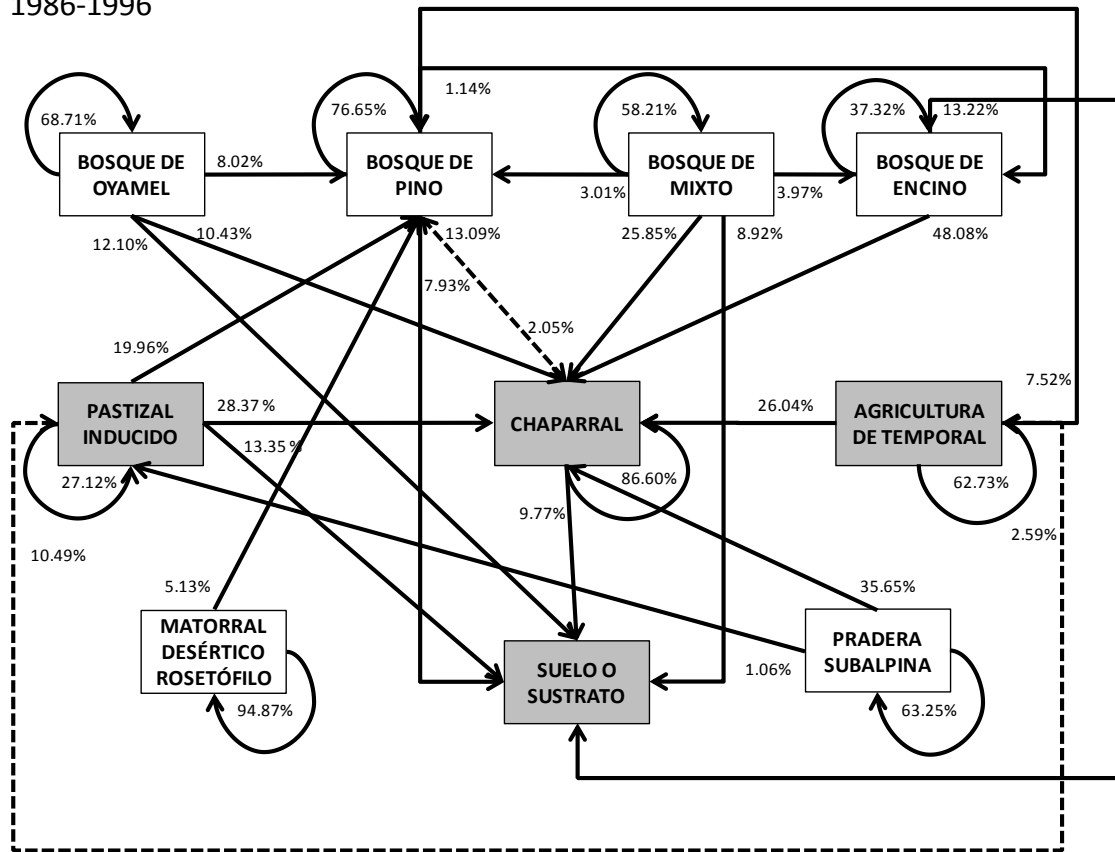 1986-1996
1.14%
68.71%
76.65%
58.21%
37.32%
13.22%
BOSQUE DE
OYAMEL
8.02%
BOSQUE DE
PINO
BOSQUE DE
MIXTO
3.01%
3.97%
BOSQUE DE
ENCINO
12.10%
10.43%
13.09%
25.85%
8.92%
48.08%
7.93%
2.05%
19.96%
7.52%
PASTIZAL
INDUCIDO
28.37%
CHAPARRAL
26.04%
AGRICULTURA
DE TEMPORAL
13.35%
27.12%
86.60%
62.73%
9.77%
2.59%
10.49%
5.13%
35.65%
MATORRAL
DESÉRTICO
ROSETÓFILO
SUELO O
SUSTRATO
1.06%
PRADERA
SUBALPINA
94.87%
63.25%